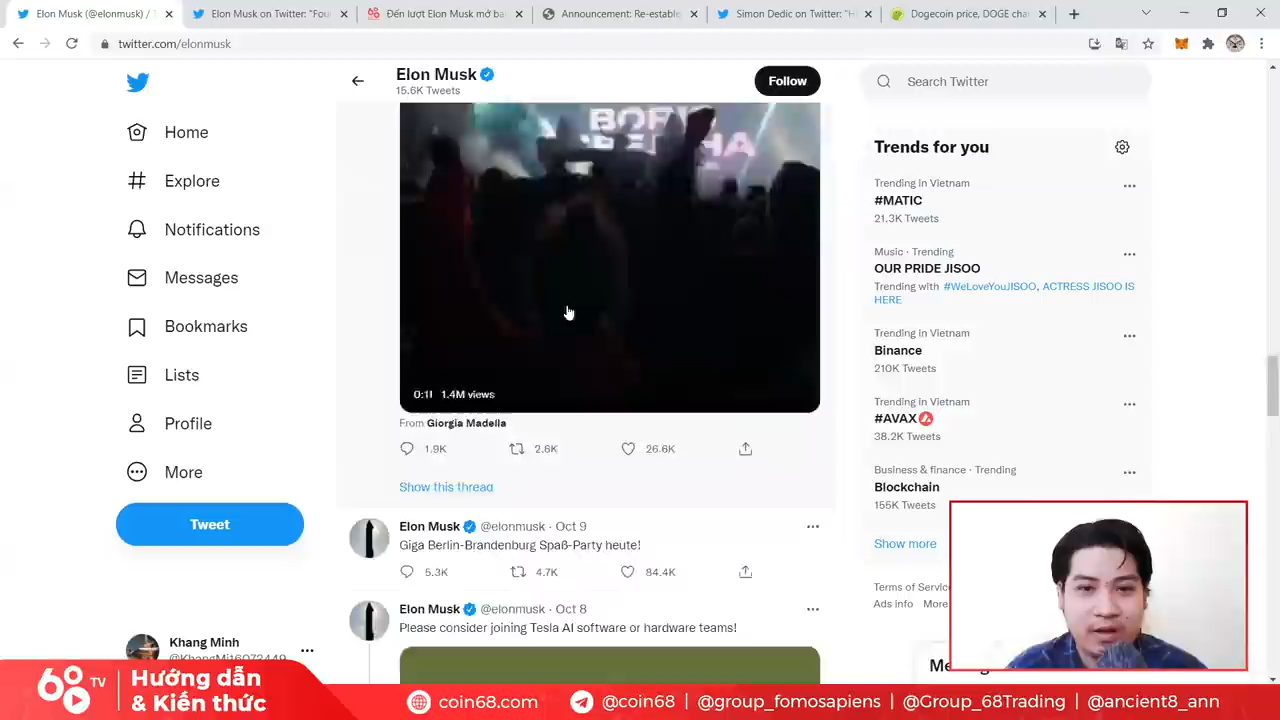 Elon Musk (@elonmusk) / T
Elon Musk on Twitter: "Fou
Đến lượt Elon Musk mở ba
Announcement: Re-establ
Simon Dedic on Twitter: "H
Dogecoin price, DOGE cha
twitter.com/elonmusk
Elon Musk
15.6K Tweets
Follow
Search Twitter
Home
Explore
Notifications
Messages
Bookmarks
Lists
Profile
More
Tweet
Khang Minh
0:11 1.4M views
From Giorgia Madella
1.9K 2.6K 26.6K
Show this thread
Elon Musk @elonmusk · Oct 9
Giga Berlin-Brandenburg Spaß-Party heute!
5.3K 4.7K 84.4K
Elon Musk @elonmusk · Oct 8
Please consider joining Tesla AI software or hardware teams!
Trends for you
Trending in Vietnam
#MATIC
21.3K Tweets
Music · Trending
OUR PRIDE JISOO
Trending with #WeLoveYouJISOO, ACTRESS JISOO IS
HERE
Trending in Vietnam
Binance
210K Tweets
Trending in Vietnam
#AVAX
38.2K Tweets
Business & finance · Trending
Blockchain
155K Tweets
Show more
Terms of Servic
Ads info More
68 TV
Hướng dẫn
& Kiến thức
coin68.com | @coin68 | @group_fomosapiens | @Group_68Trading | @ancient8_ann